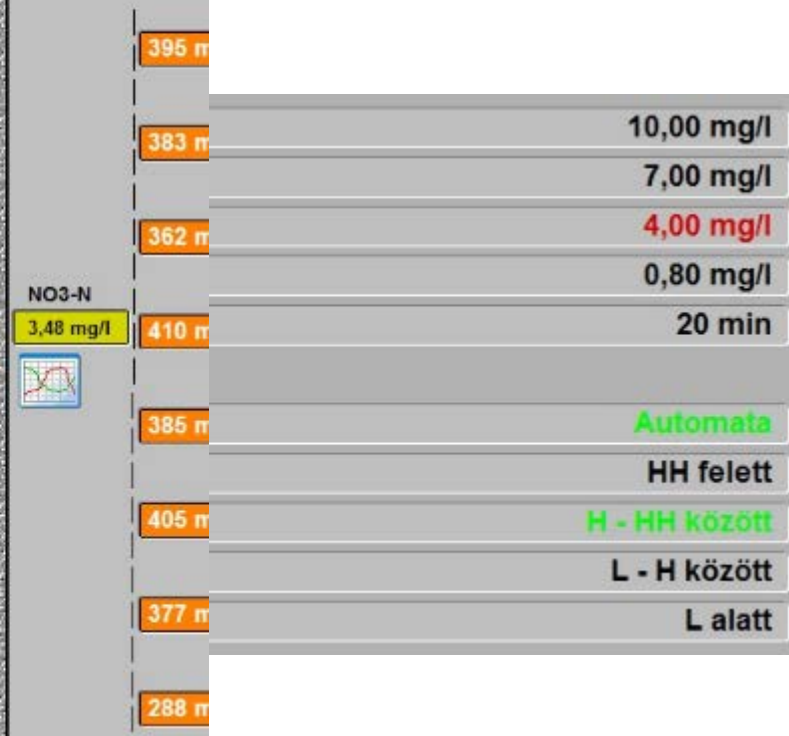 395 m
383 m
362 m
NO3-N
3,48 mg/l
410 m
385 m
405 m
377 m
288 m
10,00 mg/l
7,00 mg/l
4,00 mg/l
0,80 mg/l
20 min
Automata
HH felett
H - HH között
L - H között
L alatt